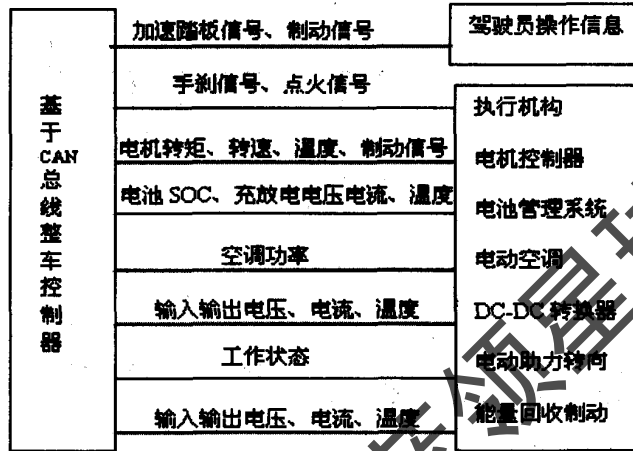 加速踏板信号、制动信号
驾驶员操作信息
手刹信号、点火信号
基于CAN总线整车控制器
执行机构
电机转矩、转速、温度、制动信号
电机控制器
电池 SOC、充放电电压电流、温度
电池管理系统
空调功率
电动空调
输入输出电压、电流、温度
DC-DC 转换器
工作状态
电动助力转向
输入输出电压、电流、温度
能量回收制动
领星